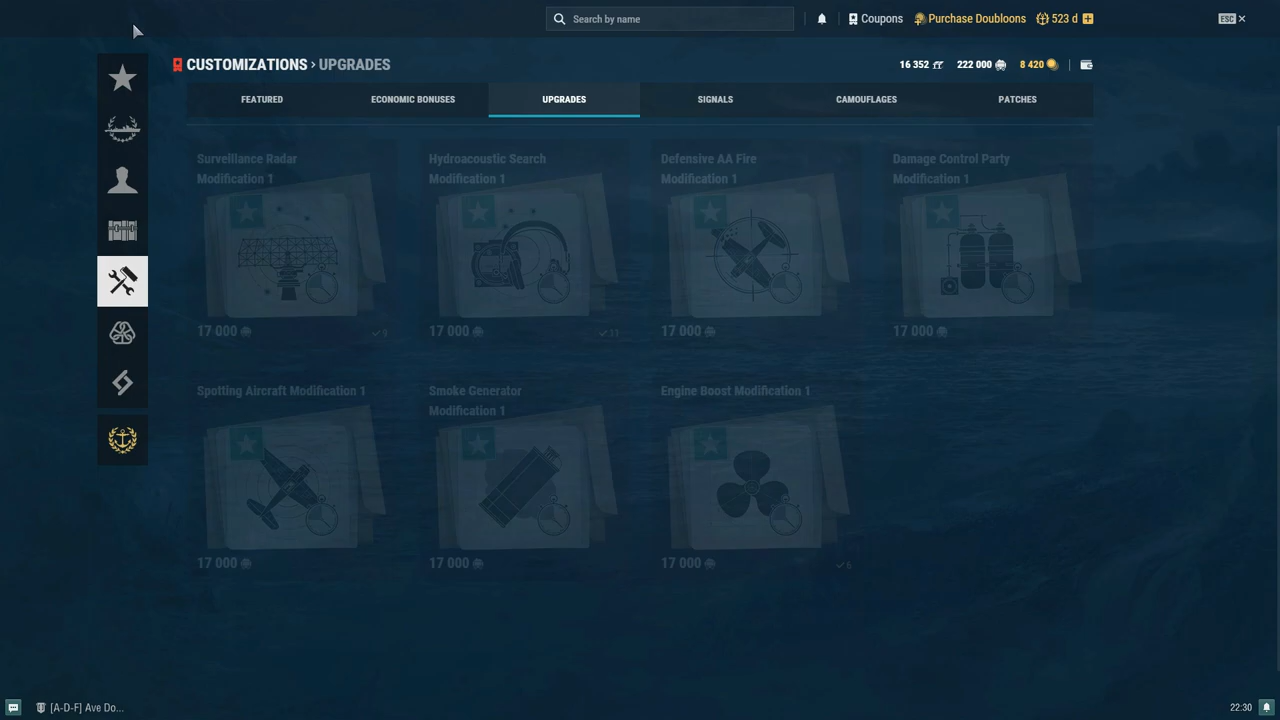 Search by name
Coupons
Purchase Doubloons
523 d
ESC
CUSTOMIZATIONS › UPGRADES
16 352
222 000
8 420
FEATURED
ECONOMIC BONUSES
UPGRADES
SIGNALS
CAMOUFLAGES
PATCHES
Surveillance Radar
Modification 1
17 000
9
Hydroacoustic Search
Modification 1
17 000
11
Defensive AA Fire
Modification 1
17 000
Damage Control Party
Modification 1
17 000
Spotting Aircraft Modification 1
17 000
Smoke Generator
Modification 1
17 000
Engine Boost Modification 1
17 000
6
[A-D-F] Ave Do...
22:30